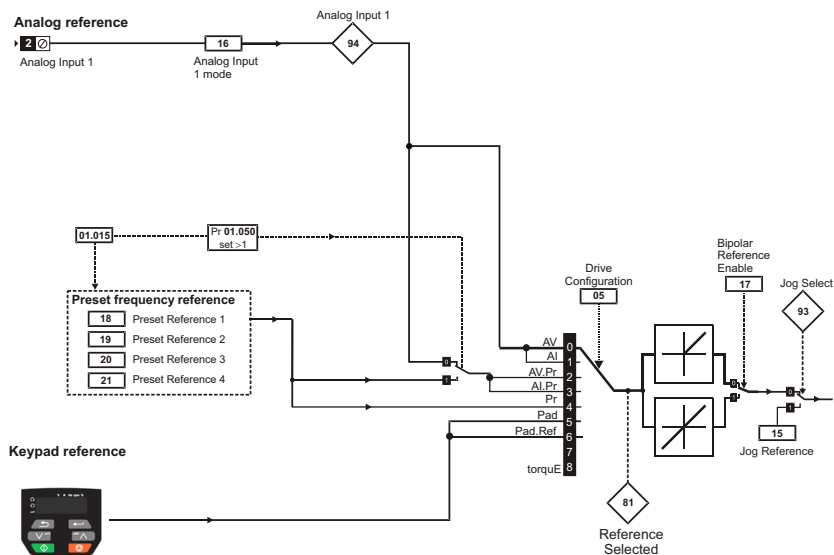 Analog reference
2
Analog Input 1
16
Analog Input
1 mode
Analog Input 1
94
01.015
Pr 01.050
set >1
Preset frequency reference
18 Preset Reference 1
19 Preset Reference 2
20 Preset Reference 3
21 Preset Reference 4
0
1
AV 0
AI 1
AV.Pr 2
AI.Pr 3
Pr 4
Pad 5
Pad.Ref 6
7
torquE 8
Drive
Configuration
05
81
Reference
Selected
Bipolar
Reference
Enable
17
0
1
Jog Select
93
0
1
15
Jog Reference
Keypad reference